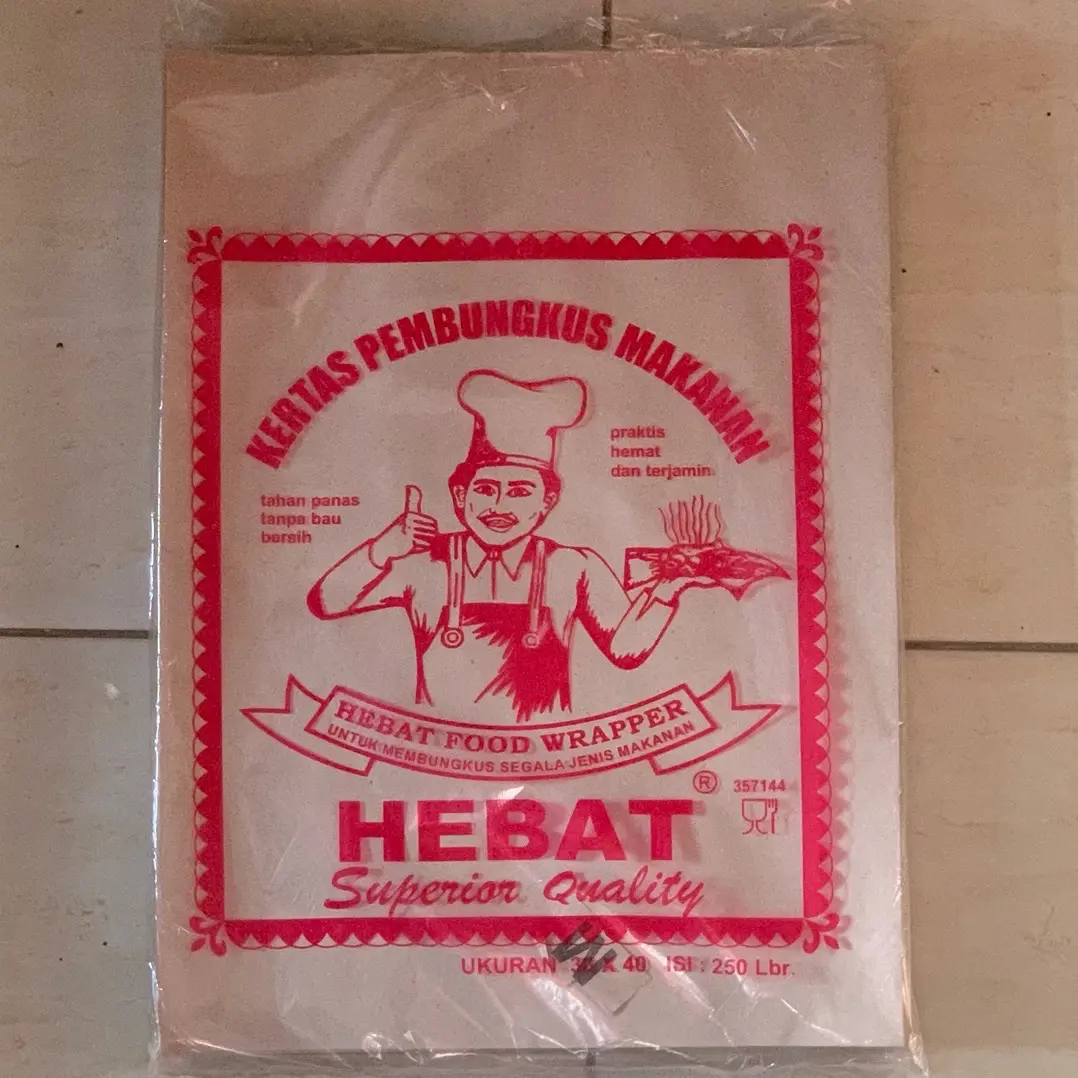 KERTAS PEMBUNGKUS MAKANAN
praktis
hemat
dan terjamin
tahan panas
tanpa bau
bersih
HEBAT FOOD WRAPPER
UNTUK MEMBUNGKUS SEGALA JENIS MAKANAN
® 357144
HEBAT
Superior Quality
UKURAN X 40 ISI : 250 Lbr.